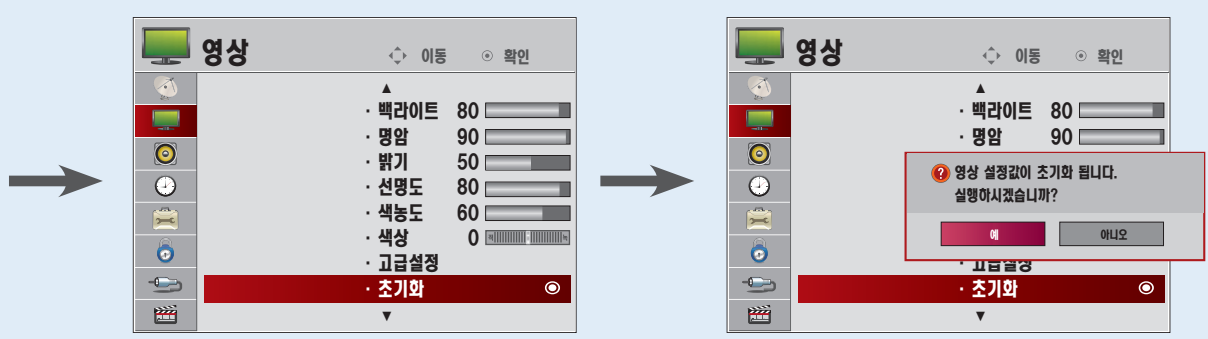 영상 이동 확인
· 백라이트 80
· 명암 90
· 밝기 50
· 선명도 80
· 색농도 60
· 색상 0
· 고급설정
· 초기화
영상 이동 확인
· 백라이트 80
· 명암 90
? 영상 설정값이 초기화 됩니다.
실행하시겠습니까?
예 아니오
· 고급설정
· 초기화